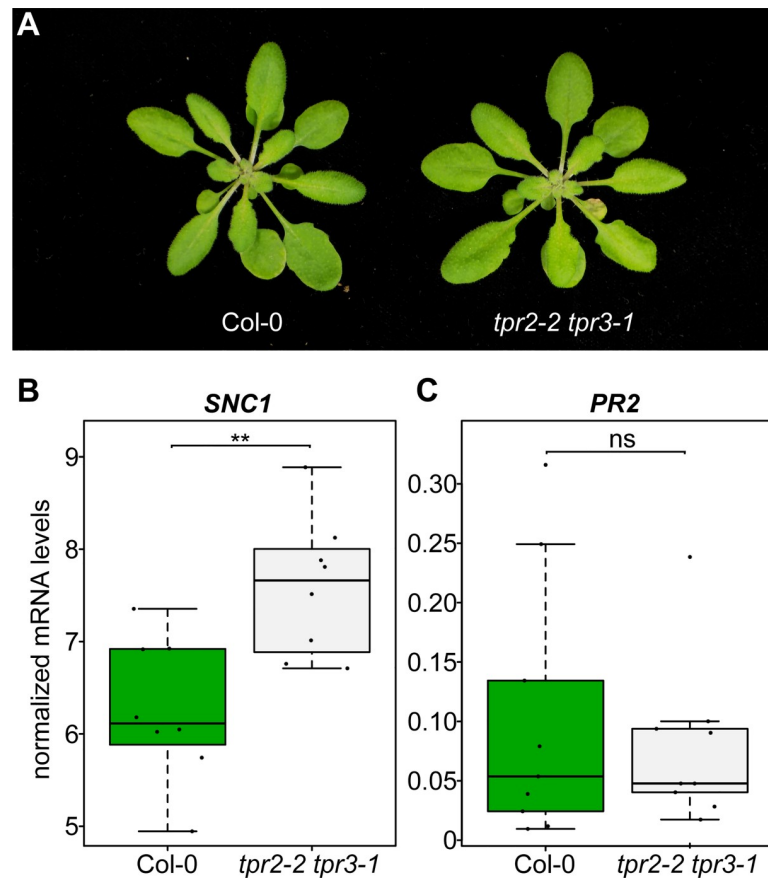 A
Col-0 tpr2-2 tpr3-1
B
SNC1
**
normalized mRNA levels
9
8
7
6
5
Col-0 tpr2-2 tpr3-1
C
PR2
ns
0.30
0.25
0.20
0.15
0.10
0.05
0
Col-0 tpr2-2 tpr3-1